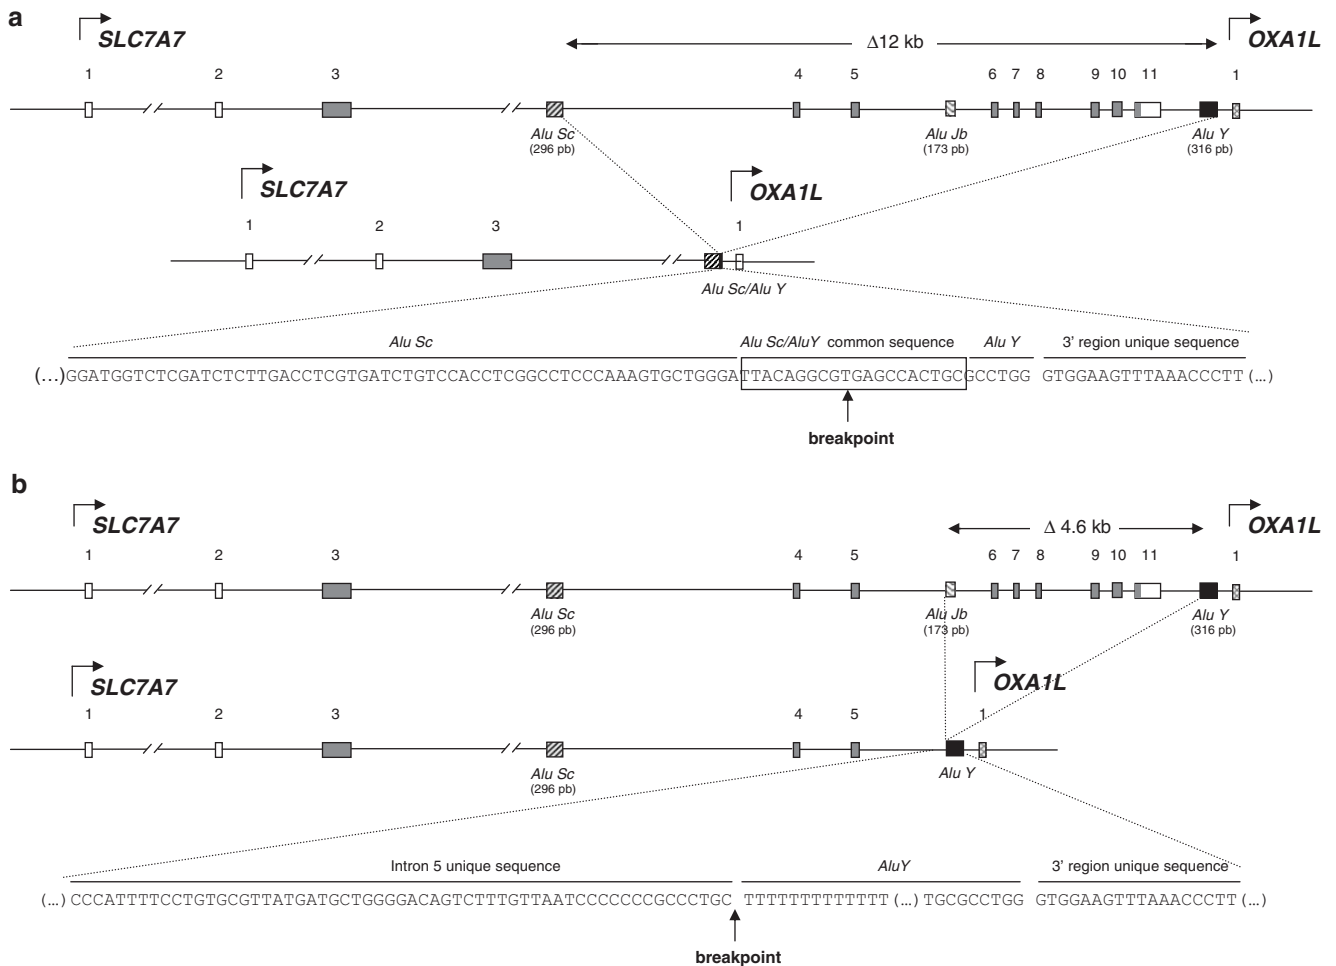 a
SLC7A7
Δ12 kb
OXA1L
1 2 3 4 5 6 7 8 9 10 11 1
Alu Sc Alu Jb Alu Y
(296 pb) (173 pb) (316 pb)
SLC7A7 OXA1L
1 2 3 1
Alu Sc/Alu Y
Alu Sc Alu Sc/AluY common sequence Alu Y 3' region unique sequence
(...)GGATGGTCTCGATCTCTTGACCTCGTGATCTGTCCACCTCGGCCTCCCAAAGTGCTGGGATTACAGGCGTGAGCCACTGCGCCTGG GTGGAAGTTTAAACCCTT (...)
breakpoint
b
SLC7A7
Δ 4.6 kb
OXA1L
1 2 3 4 5 6 7 8 9 10 11 1
Alu Sc Alu Jb Alu Y
(296 pb) (173 pb) (316 pb)
SLC7A7 OXA1L
1 2 3 4 5 1
Alu Sc Alu Y
(296 pb)
Intron 5 unique sequence AluY 3' region unique sequence
(...) CCCATTTTCCTGTGCGTTATGATGCTGGGGACAGTCTTTGTTAATCCCCCCCGCCCTGC TTTTTTTTTTTTTT (...) TGCGCCTGG GTGGAAGTTTAAACCCTT (...)
breakpoint